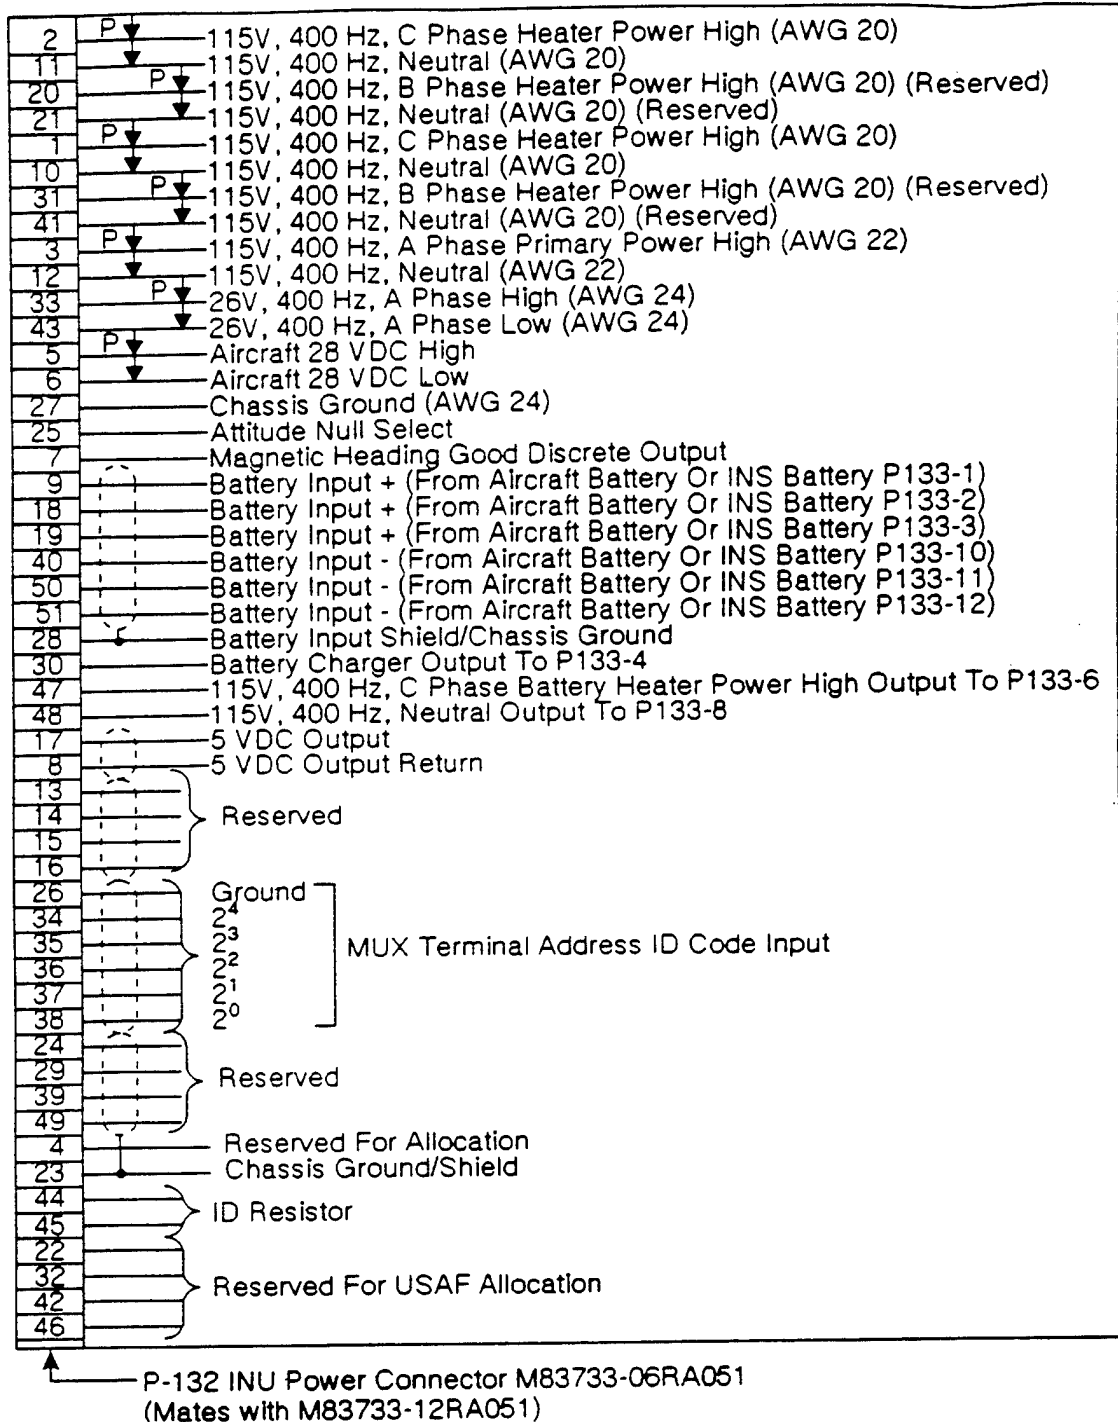 2 P 115V, 400 Hz, C Phase Heater Power High (AWG 20)
11 115V, 400 Hz, Neutral (AWG 20)
20 P 115V, 400 Hz, B Phase Heater Power High (AWG 20) (Reserved)
21 115V, 400 Hz, Neutral (AWG 20) (Reserved)
1 P 115V, 400 Hz, C Phase Heater Power High (AWG 20)
10 115V, 400 Hz, Neutral (AWG 20)
31 P 115V, 400 Hz, B Phase Heater Power High (AWG 20) (Reserved)
41 115V, 400 Hz, Neutral (AWG 20) (Reserved)
3 P 115V, 400 Hz, A Phase Primary Power High (AWG 22)
12 115V, 400 Hz, Neutral (AWG 22)
33 P 26V, 400 Hz, A Phase High (AWG 24)
43 26V, 400 Hz, A Phase Low (AWG 24)
5 P Aircraft 28 VDC High
6 Aircraft 28 VDC Low
27 Chassis Ground (AWG 24)
25 Attitude Null Select
7 Magnetic Heading Good Discrete Output
9 Battery Input + (From Aircraft Battery Or INS Battery P133-1)
18 Battery Input + (From Aircraft Battery Or INS Battery P133-2)
19 Battery Input + (From Aircraft Battery Or INS Battery P133-3)
40 Battery Input - (From Aircraft Battery Or INS Battery P133-10)
50 Battery Input - (From Aircraft Battery Or INS Battery P133-11)
51 Battery Input - (From Aircraft Battery Or INS Battery P133-12)
28 Battery Input Shield/Chassis Ground
30 Battery Charger Output To P133-4
47 115V, 400 Hz, C Phase Battery Heater Power High Output To P133-6
48 115V, 400 Hz, Neutral Output To P133-8
17 5 VDC Output
8 5 VDC Output Return
13
14 Reserved
15
16
26 Ground
34 2⁴
35 2³ MUX Terminal Address ID Code Input
36 2²
37 2¹
38 2⁰
24
29 Reserved
39
49
4 Reserved For Allocation
23 Chassis Ground/Shield
44 ID Resistor
45
22
32 Reserved For USAF Allocation
42
46
P-132 INU Power Connector M83733-06RA051
(Mates with M83733-12RA051)